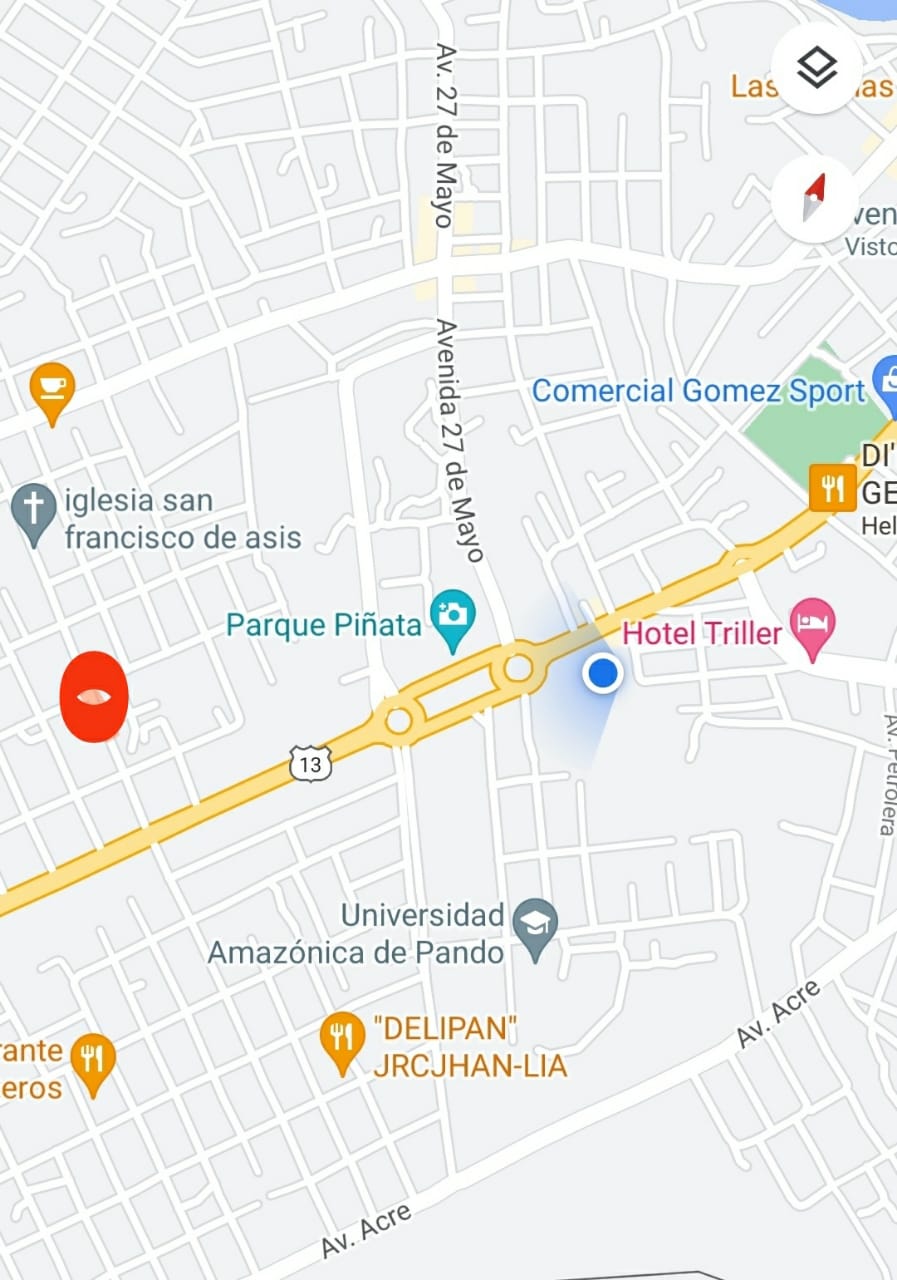 Av. 27 de Mayo
Las
as
ven
Visto
Avenida 27 de Mayo
Comercial Gomez Sport
DI'
GE
Hel
iglesia san
francisco de asis
Parque Piñata
Hotel Triller
13
Av. Petrolera
Universidad
Amazónica de Pando
Av. Acre
"DELIPAN"
JRCJHAN-LIA
rante
eros
Av. Acre